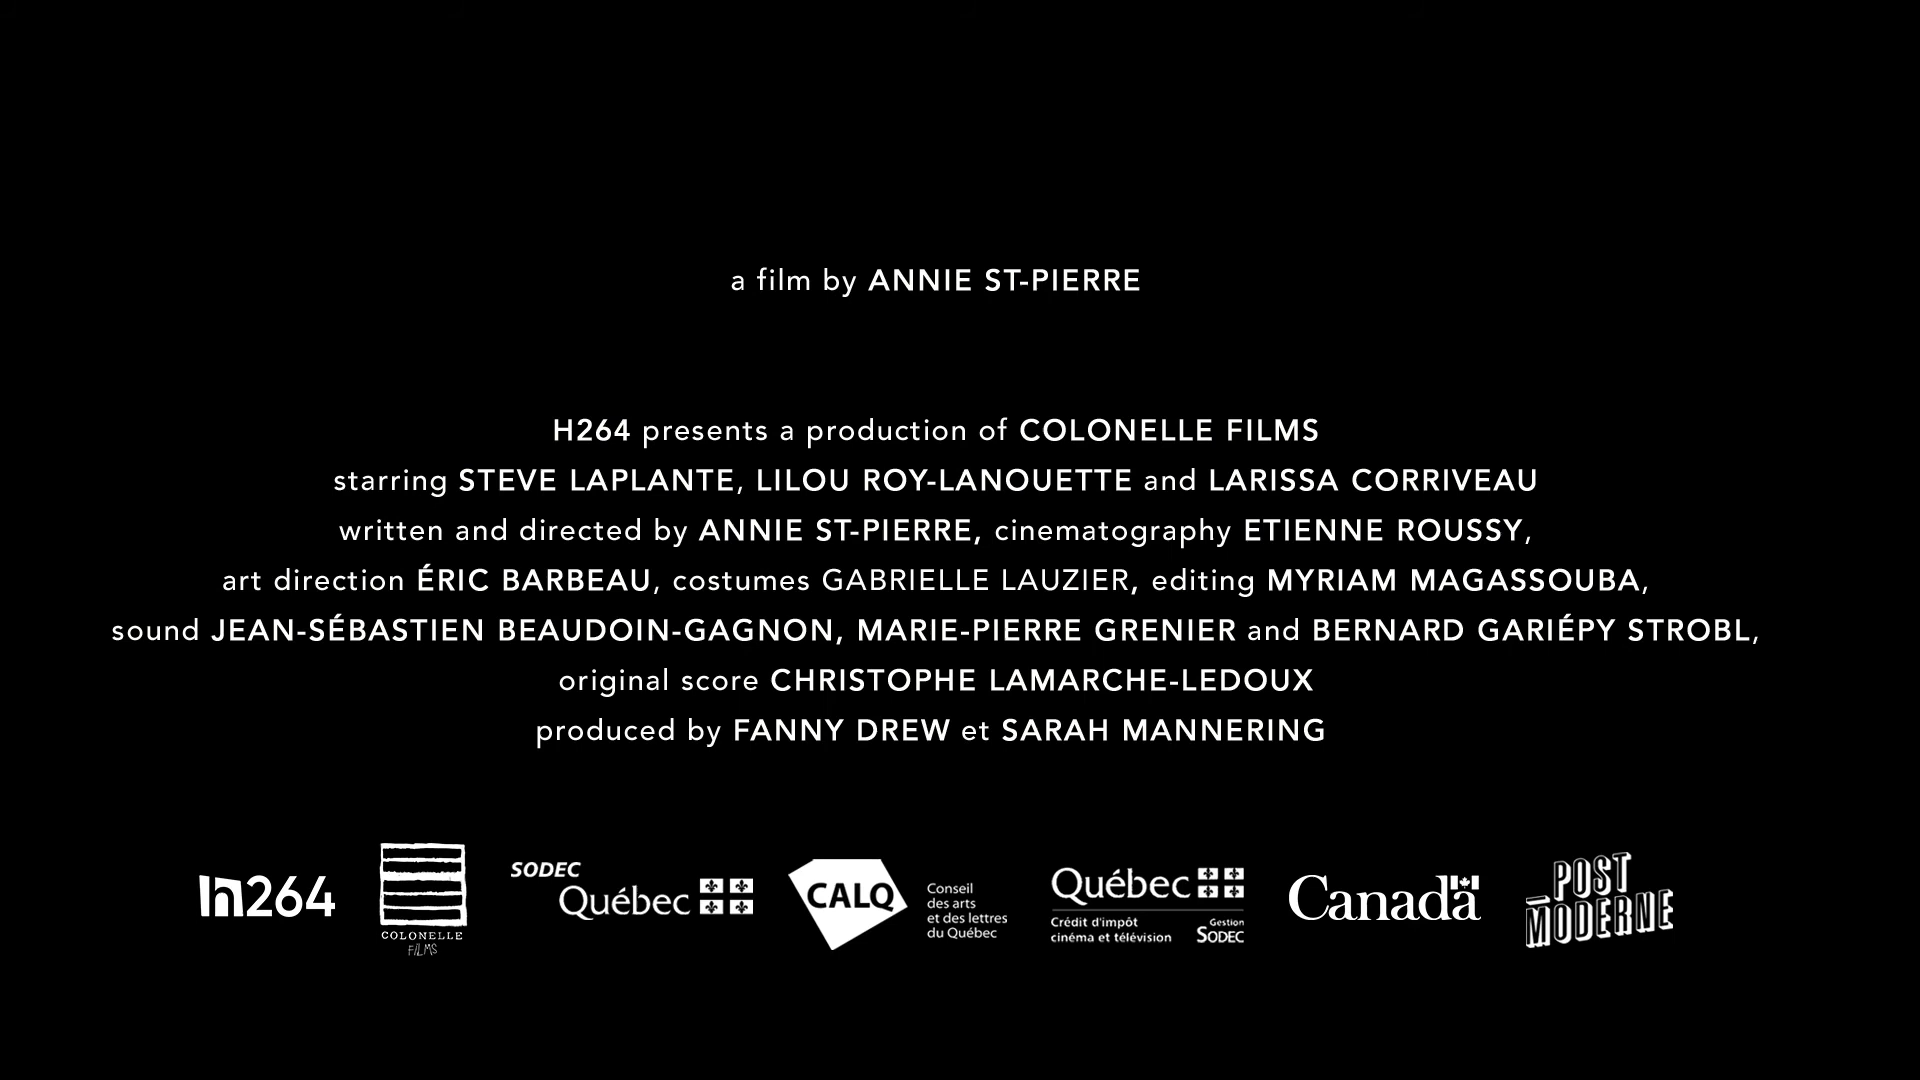 a film by ANNIE ST-PIERRE
H264 presents a production of COLONELLE FILMS
starring STEVE LAPLANTE, LILOU ROY-LANOUETTE and LARISSA CORRIVEAU
written and directed by ANNIE ST-PIERRE, cinematography ETIENNE ROUSSY,
art direction ÉRIC BARBEAU, costumes GABRIELLE LAUZIER, editing MYRIAM MAGASSOUBA,
sound JEAN-SÉBASTIEN BEAUDOIN-GAGNON, MARIE-PIERRE GRENIER and BERNARD GARIÉPY STROBL,
original score CHRISTOPHE LAMARCHE-LEDOUX
produced by FANNY DREW et SARAH MANNERING
h264
COLONELLE
FILMS
SODEC
Québec
CALQ
Conseil
des arts
et des lettres
du Québec
Québec
Crédit d'impôt
cinéma et télévision
Gestion
SODEC
Canada
POST
MODERNE